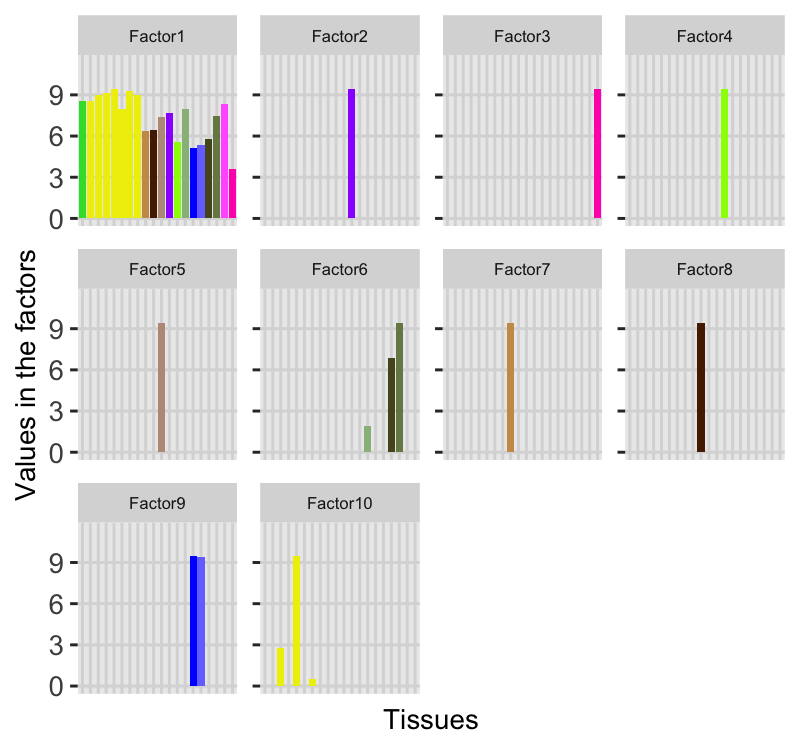 Factor1 Factor2 Factor3 Factor4
9
6
3
0
Factor5 Factor6 Factor7 Factor8
9
6
3
0
Factor9 Factor10
9
6
3
0
Values in the factors
Tissues